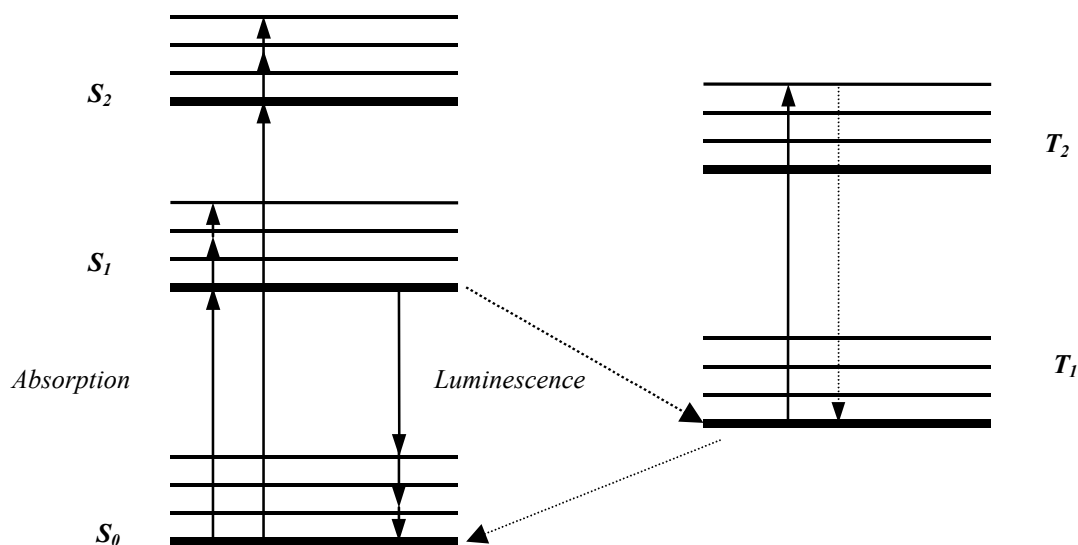 S₂
T₂
S₁
Absorption
Luminescence
T₁
S₀